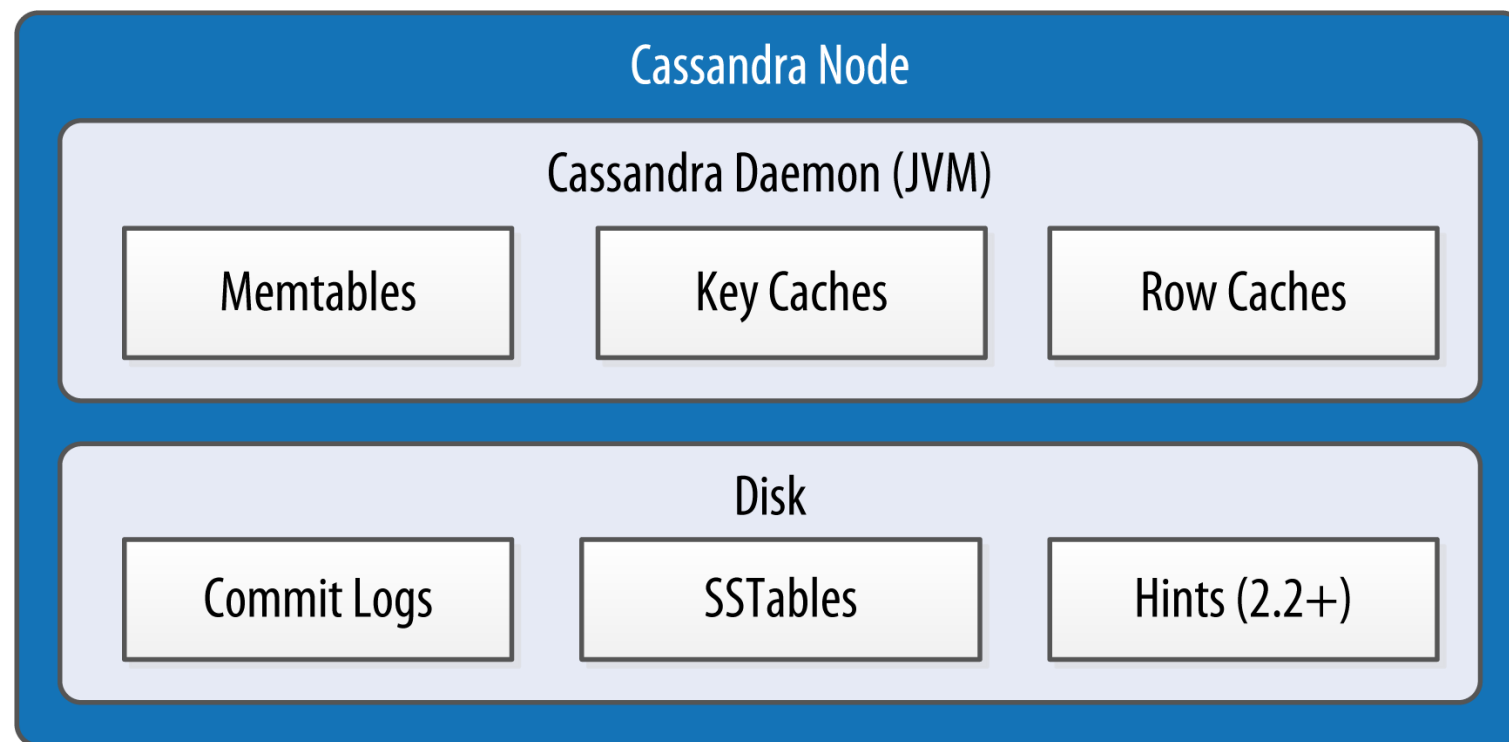 Cassandra Node
Cassandra Daemon (JVM)
Memtables
Key Caches
Row Caches
Disk
Commit Logs
SSTables
Hints (2.2+)